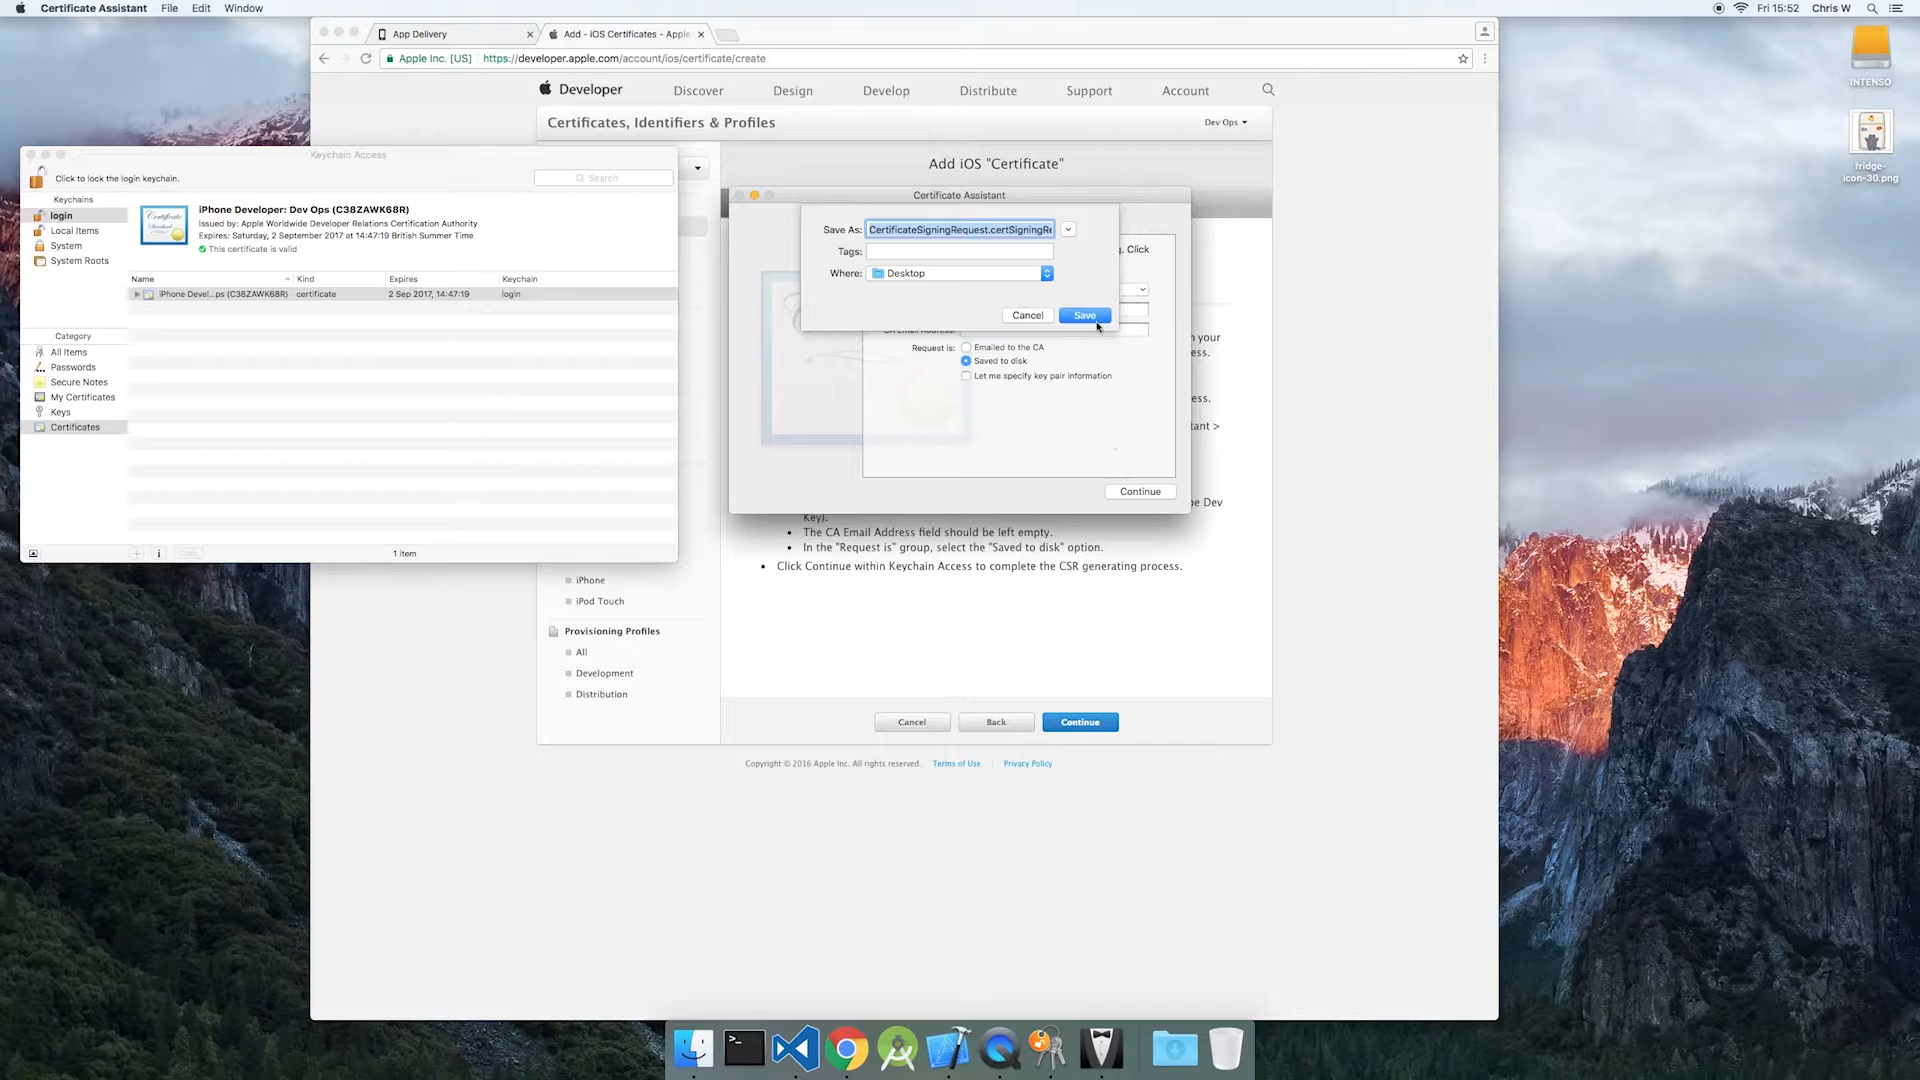 Certificate Assistant File Edit Window
Fri 15:52 Chris W
App Delivery
Add - iOS Certificates - Apple
Apple Inc. [US] https://developer.apple.com/account/ios/certificate/create
INTENSO
fridge-
icon-30.png
Developer Discover Design Develop Distribute Support Account
Certificates, Identifiers & Profiles
Dev Ops
Add iOS "Certificate"
Keychain Access
Click to lock the login keychain.
Search
Keychains
login
Local Items
System
System Roots
iPhone Developer: Dev Ops (C38ZAWK68R)
Issued by: Apple Worldwide Developer Relations Certification Authority
Expires: Saturday, 2 September 2017 at 14:47:19 British Summer Time
This certificate is valid
Name Kind Expires Keychain
iPhone Devel...ps (C38ZAWK68R) certificate 2 Sep 2017, 14:47:19 login
Category
All Items
Passwords
Secure Notes
My Certificates
Keys
Certificates
Copy
1 item
Certificate Assistant
Save As: CertificateSigningRequest.certSigningRe
Tags:
Where: Desktop
Cancel Save
. Click
CA Email Address:
Request is: Emailed to the CA
Saved to disk
Let me specify key pair information
Continue
your
ss.
ess.
tant >
e Dev
Key).
The CA Email Address field should be left empty.
In the "Request is" group, select the "Saved to disk" option.
Click Continue within Keychain Access to complete the CSR generating process.
iPhone
iPod Touch
Provisioning Profiles
All
Development
Distribution
Cancel Back Continue
Copyright © 2016 Apple Inc. All rights reserved. Terms of Use Privacy Policy